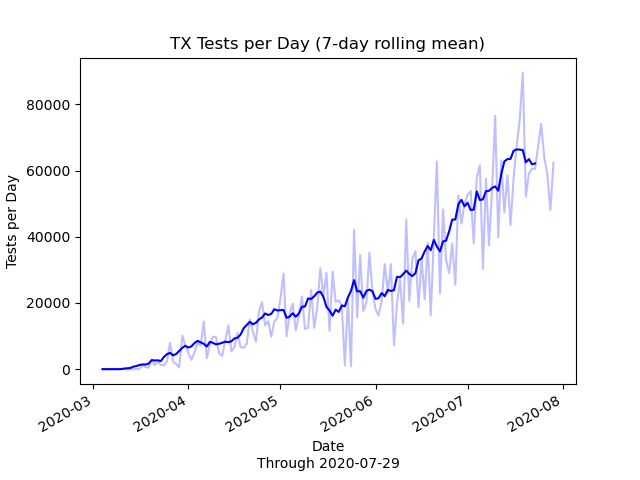 TX Tests per Day (7-day rolling mean)
Tests per Day
80000
60000
40000
20000
0
2020-03
2020-04
2020-05
2020-06
2020-07
2020-08
Date
Through 2020-07-29